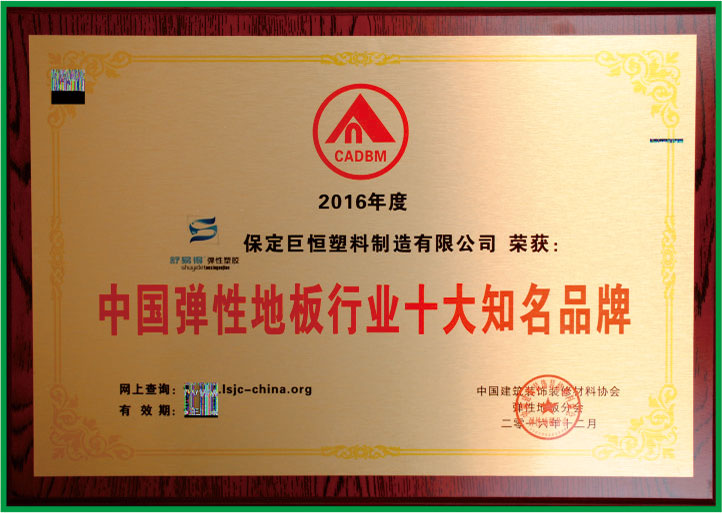 CADBM
2016年度
舒易得 弹性塑胶
保定巨恒塑料制造有限公司 荣获：
中国弹性地板行业十大知名品牌
网上查询： .lsjc-china.org
有 效 期：
中国建筑装饰装修材料协会
弹性地板分会
二零一六年十二月